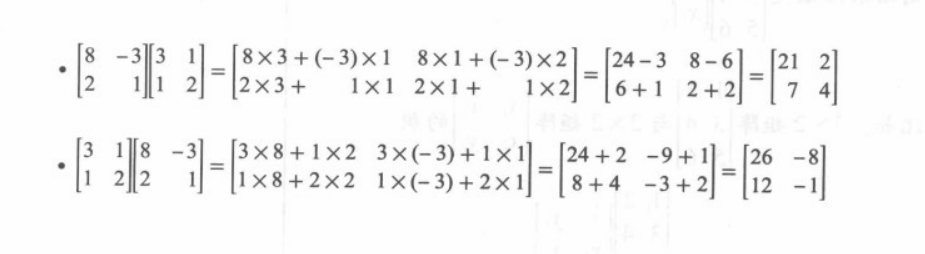 • [8 −3][3 1] = [8×3+(−3)×1 8×1+(−3)×2] = [24−3 8−6] = [21 2]
[2 1][1 2] [2×3+ 1×1 2×1+ 1×2] [6+1 2+2] [7 4]
• [3 1][8 −3] = [3×8+1×2 3×(−3)+1×1] = [24+2 −9+1] = [26 −8]
[1 2][2 1] [1×8+2×2 1×(−3)+2×1] [8+4 −3+2] [12 −1]